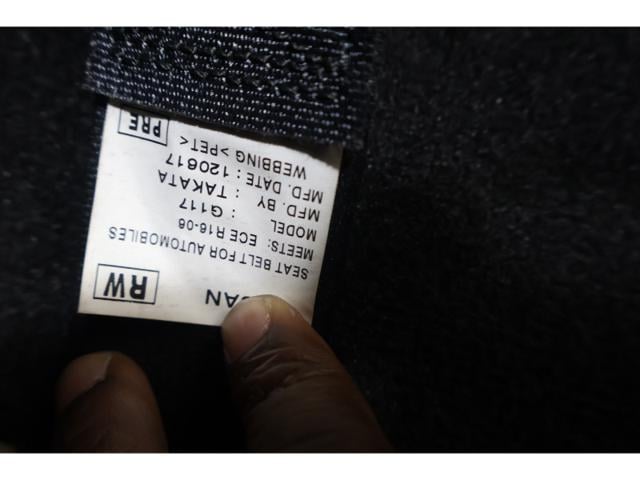 RW
SEAT BELT FOR AUTOMOBILES
MEETS: ECE R16-06
MODEL : G117
MFD. BY : TAKATA
MFD. DATE : 120617
WEBBING >PET<
PRE